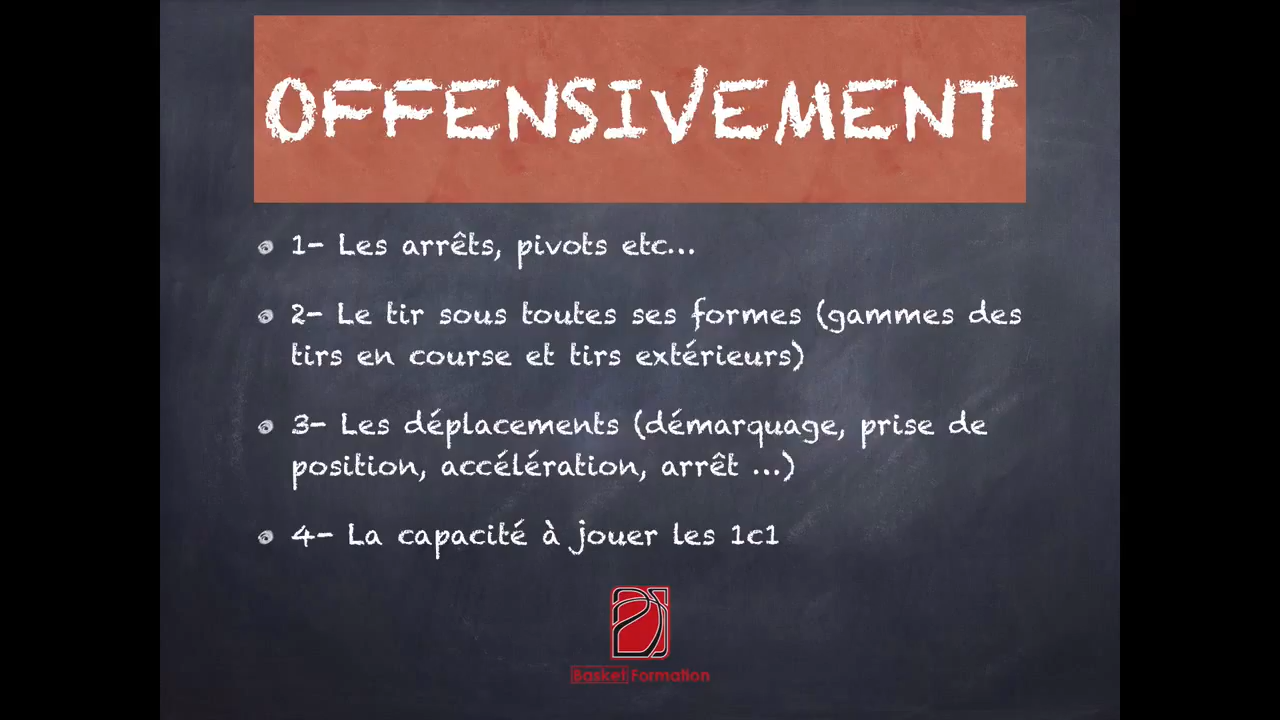 OFFENSIVEMENT
1- Les arrêts, pivots etc...
2- Le tir sous toutes ses formes (gammes des
tirs en course et tirs extérieurs)
3- Les déplacements (démarquage, prise de
position, accélération, arrêt ...)
4- La capacité à jouer les 1c1
Basket Formation